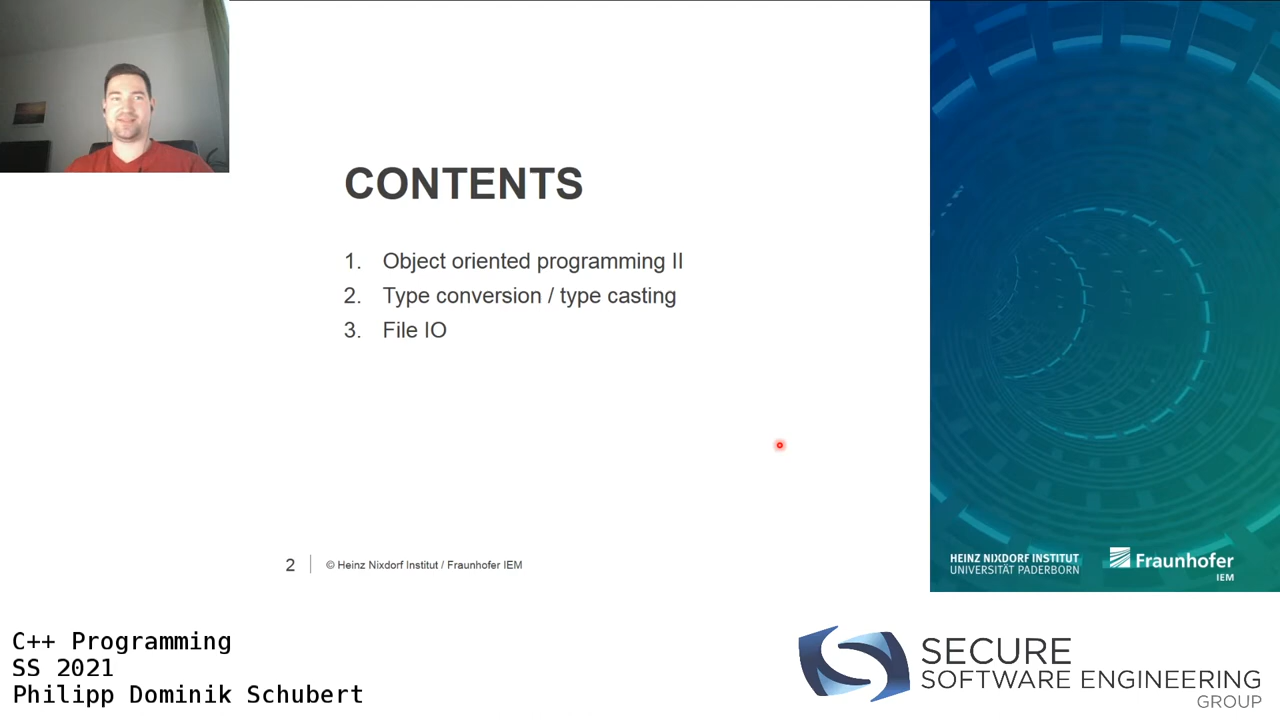 CONTENTS
1. Object oriented programming II
2. Type conversion / type casting
3. File IO
2 © Heinz Nixdorf Institut / Fraunhofer IEM
HEINZ NIXDORF INSTITUT
UNIVERSITÄT PADERBORN
Fraunhofer
IEM
C++ Programming
SS 2021
Philipp Dominik Schubert
SECURE
SOFTWARE ENGINEERING
GROUP